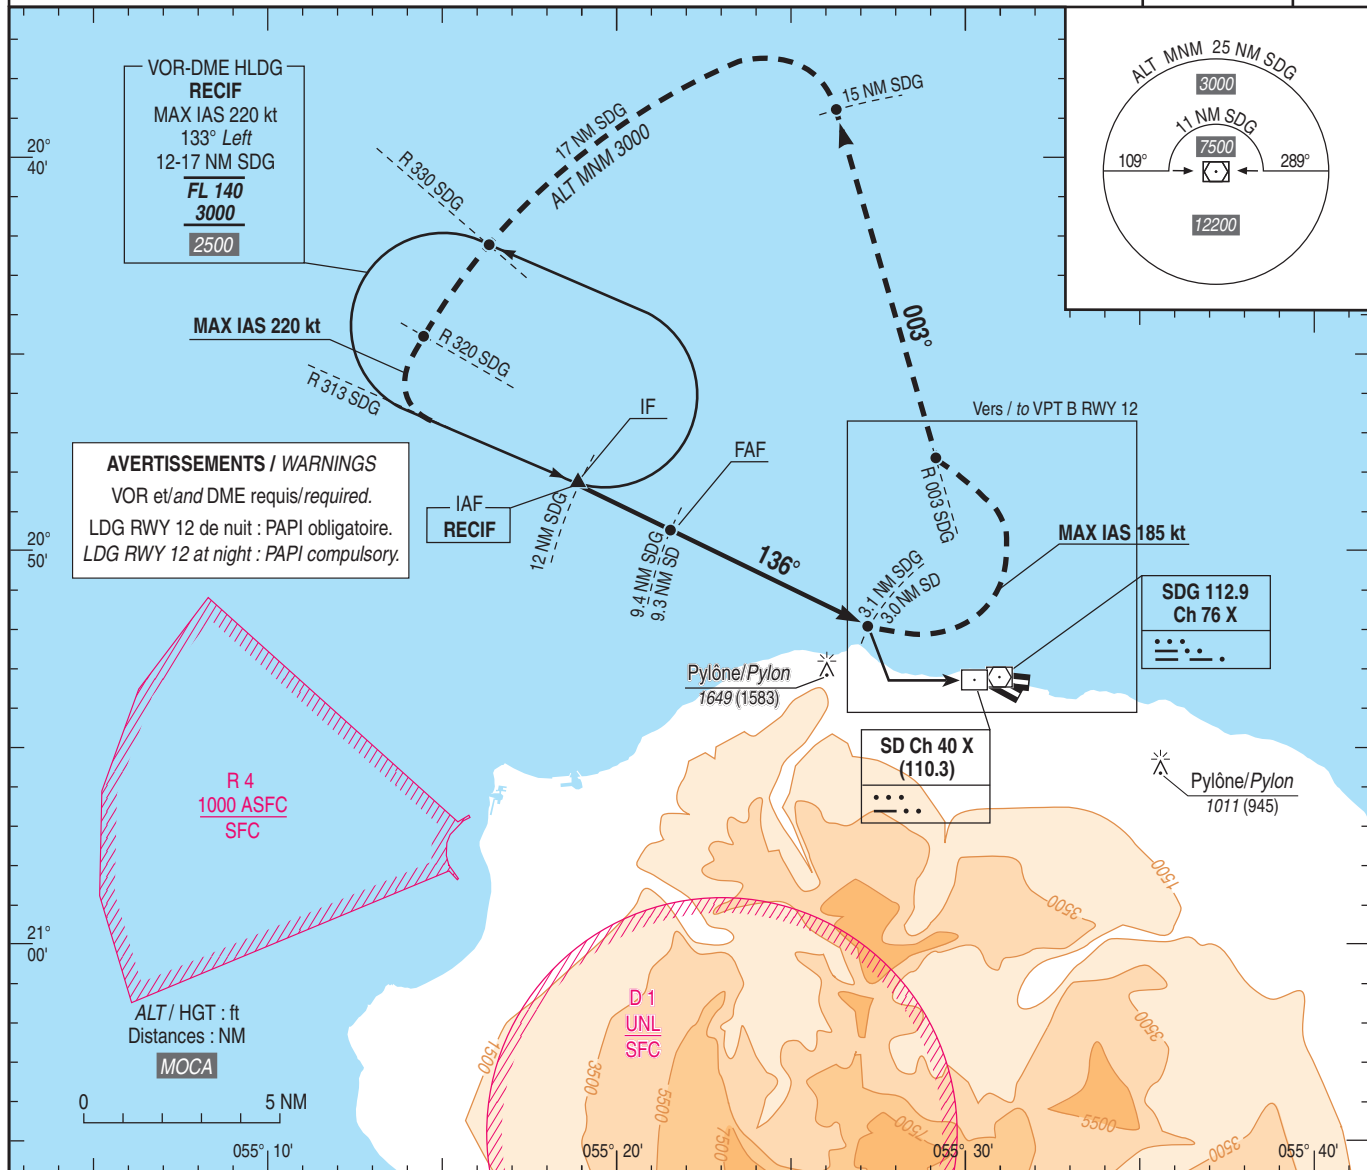 VOR-DME HLDG
RECIF
MAX IAS 220 kt
133° Left
12-17 NM SDG
FL 140
3000
2500
ALT MNM 25 NM SDG
3000
11 NM SDG
7500
109°
289°
12200
15 NM SDG
17 NM SDG
ALT MNM 3000
R 330 SDG
20°
40'
003°
MAX IAS 220 kt
R 320 SDG
R 313 SDG
IF
Vers / to VPT B RWY 12
FAF
AVERTISSEMENTS / WARNINGS
VOR et/and DME requis/required.
LDG RWY 12 de nuit : PAPI obligatoire.
LDG RWY 12 at night : PAPI compulsory.
IAF
RECIF
12 NM SDG
9.4 NM SDG
9.3 NM SD
136°
R 003 SDG
MAX IAS 185 kt
3.1 NM SDG
3.0 NM SD
20°
50'
SDG 112.9
Ch 76 X
Pylône/Pylon
1649 (1583)
SD Ch 40 X
(110.3)
Pylône/Pylon
1011 (945)
R 4
1000 ASFC
SFC
1500
3500
21°
00'
D 1
UNL
SFC
ALT / HGT : ft
Distances : NM
MOCA
0
5 NM
1500
3500
5500
7500
7500
3500
5500
3500
055° 10'
055° 20'
055° 30'
055° 40'